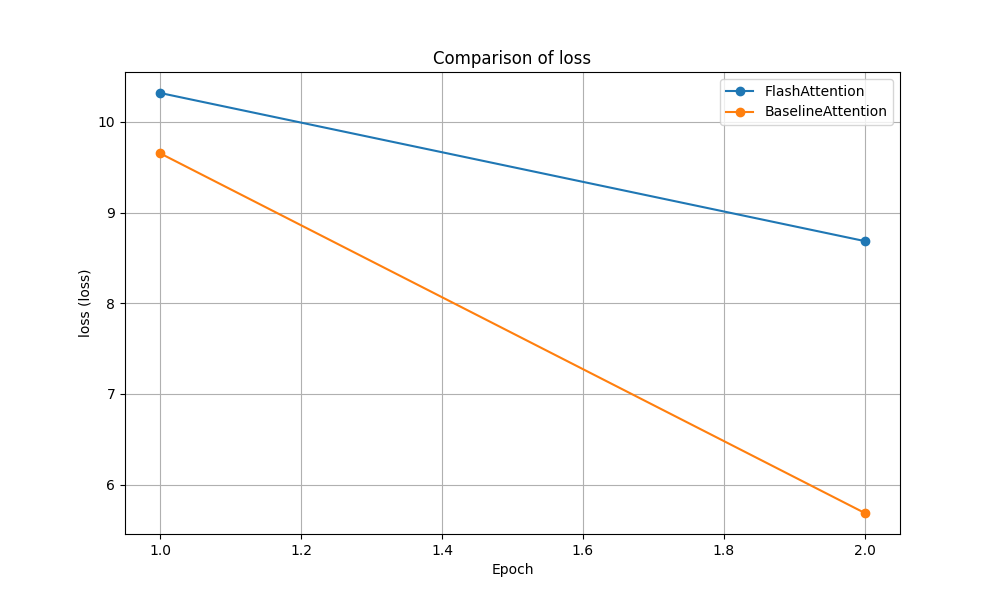 Comparison of loss
FlashAttention
BaselineAttention
loss (loss)
10
9
8
7
6
1.0 1.2 1.4 1.6 1.8 2.0
Epoch